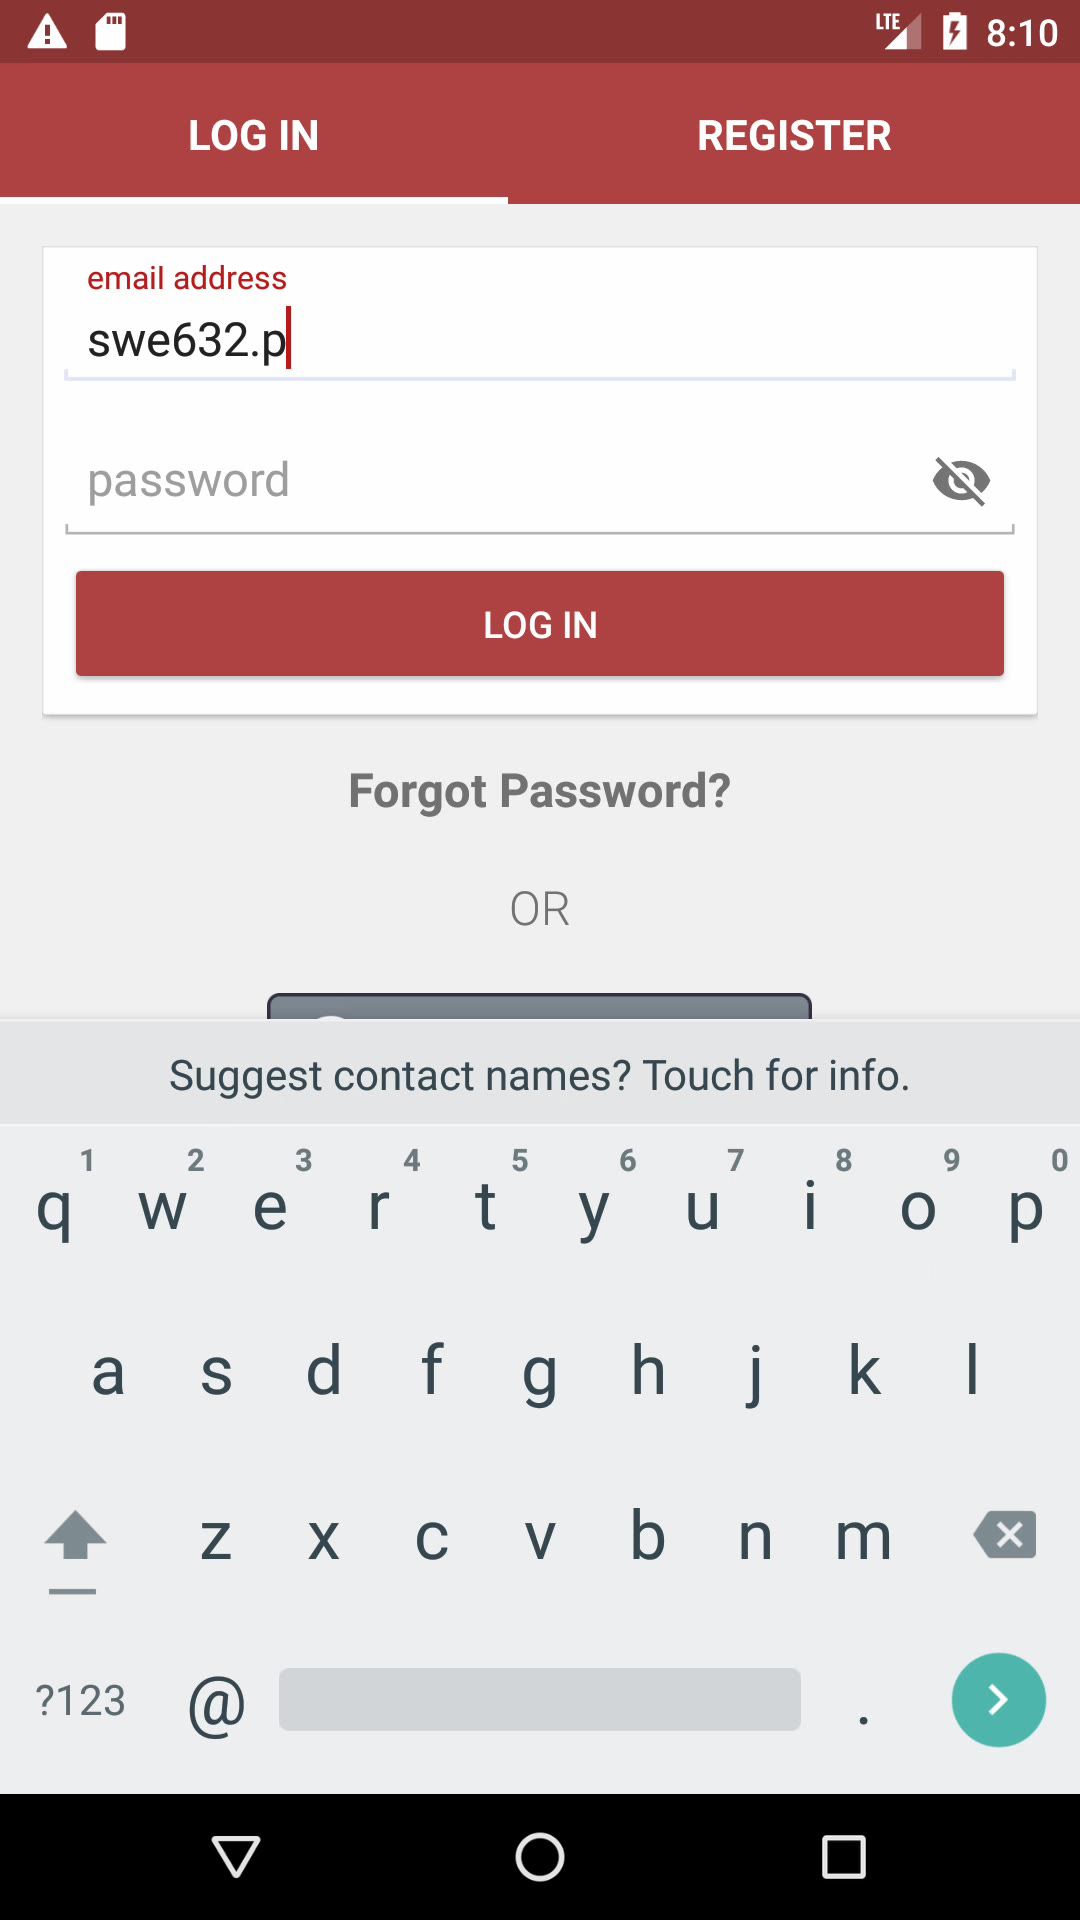 LTE 8:10
LOG IN REGISTER
email address
swe632.p
password
LOG IN
Forgot Password?
OR
Suggest contact names? Touch for info.
1 2 3 4 5 6 7 8 9 0
q w e r t y u i o p
a s d f g h j k l
z x c v b n m
?123 @ .